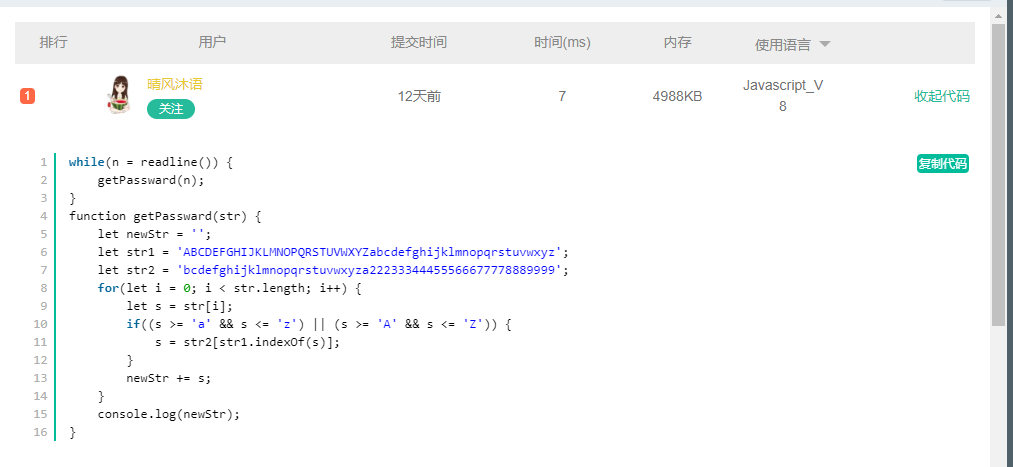 排行 用户 提交时间 时间(ms) 内存 使用语言
1 晴风沐语 关注 12天前 7 4988KB Javascript_V8 收起代码
复制代码
1 while(n = readline()) {
2     getPassward(n);
3 }
4 function getPassward(str) {
5     let newStr = '';
6     let str1 = 'ABCDEFGHIJKLMNOPQRSTUVWXYZabcdefghijklmnopqrstuvwxyz';
7     let str2 = 'bcdefghijklmnopqrstuvwxyza22233344455566677778889999';
8     for(let i = 0; i < str.length; i++) {
9         let s = str[i];
10         if((s >= 'a' && s <= 'z') || (s >= 'A' && s <= 'Z')) {
11             s = str2[str1.indexOf(s)];
12         }
13         newStr += s;
14     }
15     console.log(newStr);
16 }